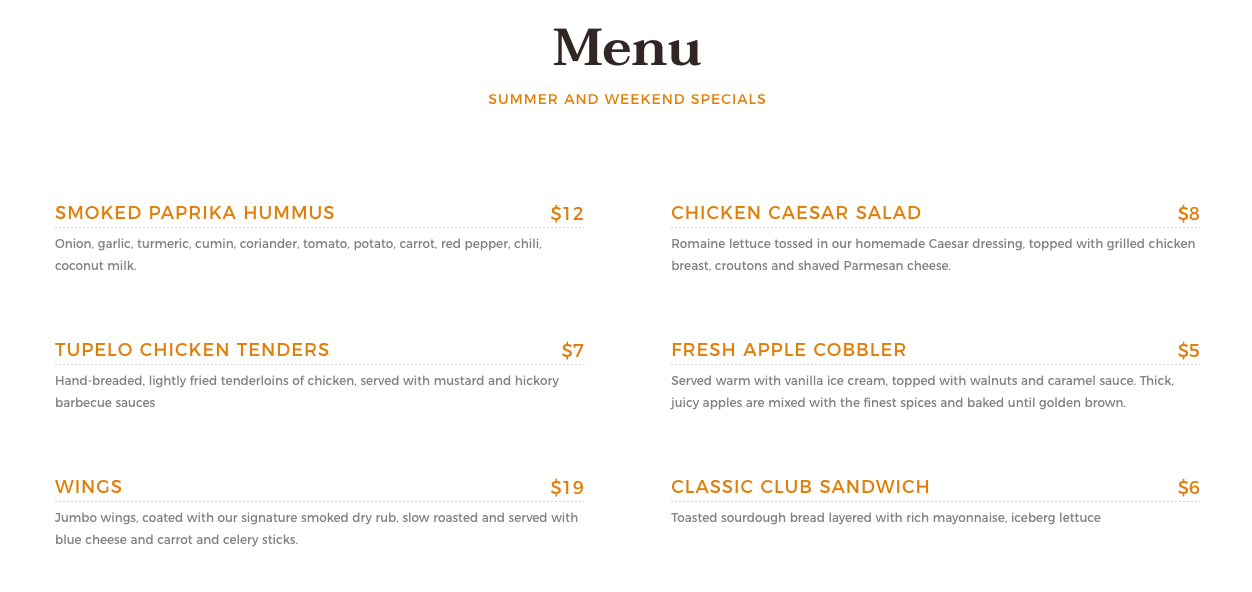 Menu
SUMMER AND WEEKEND SPECIALS
SMOKED PAPRIKA HUMMUS $12
Onion, garlic, turmeric, cumin, coriander, tomato, potato, carrot, red pepper, chili,
coconut milk.
TUPELO CHICKEN TENDERS $7
Hand-breaded, lightly fried tenderloins of chicken, served with mustard and hickory
barbecue sauces
WINGS $19
Jumbo wings, coated with our signature smoked dry rub, slow roasted and served with
blue cheese and carrot and celery sticks.
CHICKEN CAESAR SALAD $8
Romaine lettuce tossed in our homemade Caesar dressing, topped with grilled chicken
breast, croutons and shaved Parmesan cheese.
FRESH APPLE COBBLER $5
Served warm with vanilla ice cream, topped with walnuts and caramel sauce. Thick,
juicy apples are mixed with the finest spices and baked until golden brown.
CLASSIC CLUB SANDWICH $6
Toasted sourdough bread layered with rich mayonnaise, iceberg lettuce